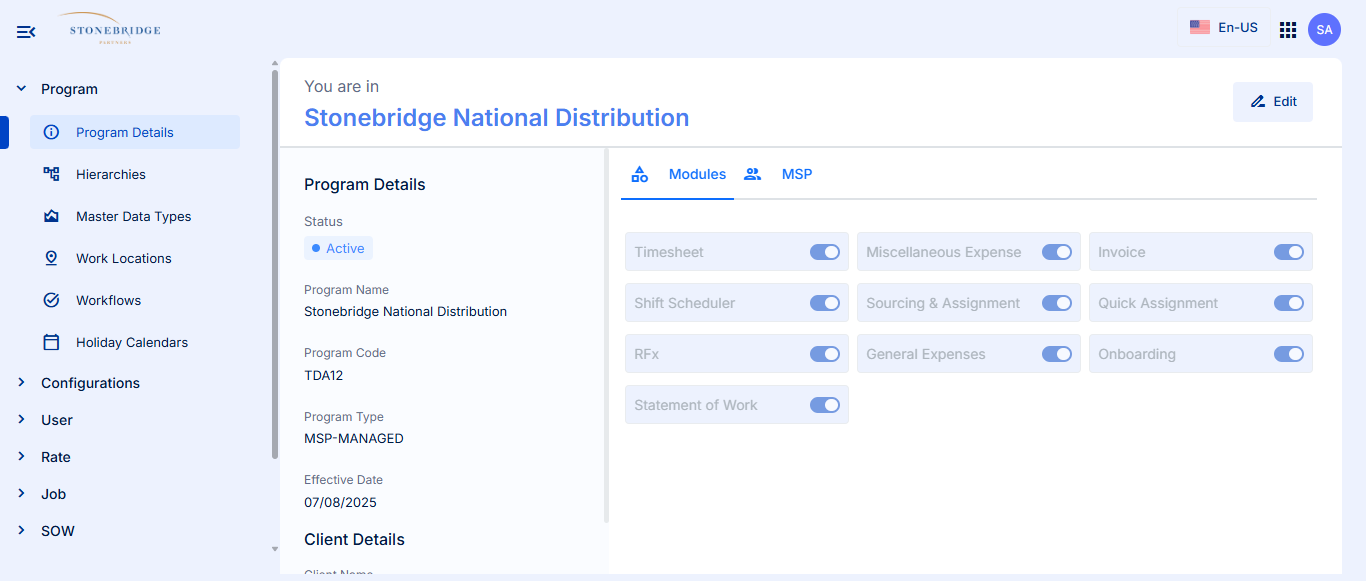 STONEBRIDGE
PARTNERS
En-US
SA
Program
Program Details
Hierarchies
Master Data Types
Work Locations
Workflows
Holiday Calendars
Configurations
User
Rate
Job
SOW
You are in
Stonebridge National Distribution
Edit
Program Details
Status
Active
Program Name
Stonebridge National Distribution
Program Code
TDA12
Program Type
MSP-MANAGED
Effective Date
07/08/2025
Client Details
Client Name
Modules MSP
Timesheet Miscellaneous Expense Invoice
Shift Scheduler Sourcing & Assignment Quick Assignment
RFx General Expenses Onboarding
Statement of Work